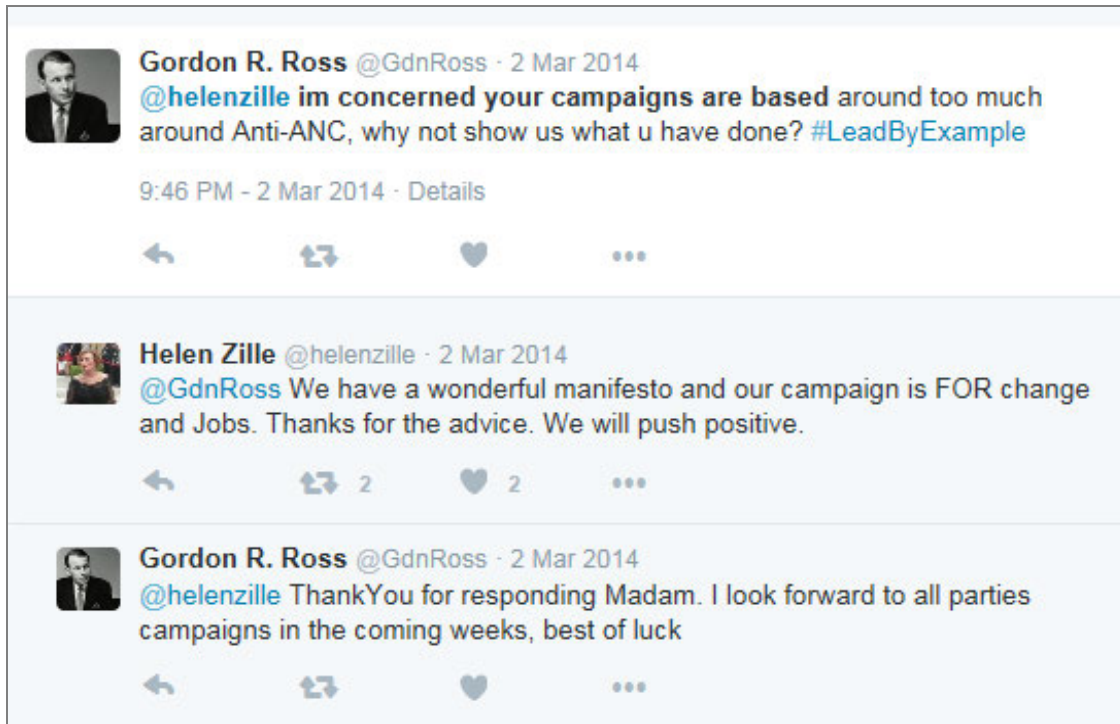 Gordon R. Ross @GdnRoss · 2 Mar 2014
@helenzille im concerned your campaigns are based around too much
around Anti-ANC, why not show us what u have done? #LeadByExample
9:46 PM - 2 Mar 2014 · Details
Helen Zille @helenzille · 2 Mar 2014
@GdnRoss We have a wonderful manifesto and our campaign is FOR change
and Jobs. Thanks for the advice. We will push positive.
2 2
Gordon R. Ross @GdnRoss · 2 Mar 2014
@helenzille ThankYou for responding Madam. I look forward to all parties
campaigns in the coming weeks, best of luck